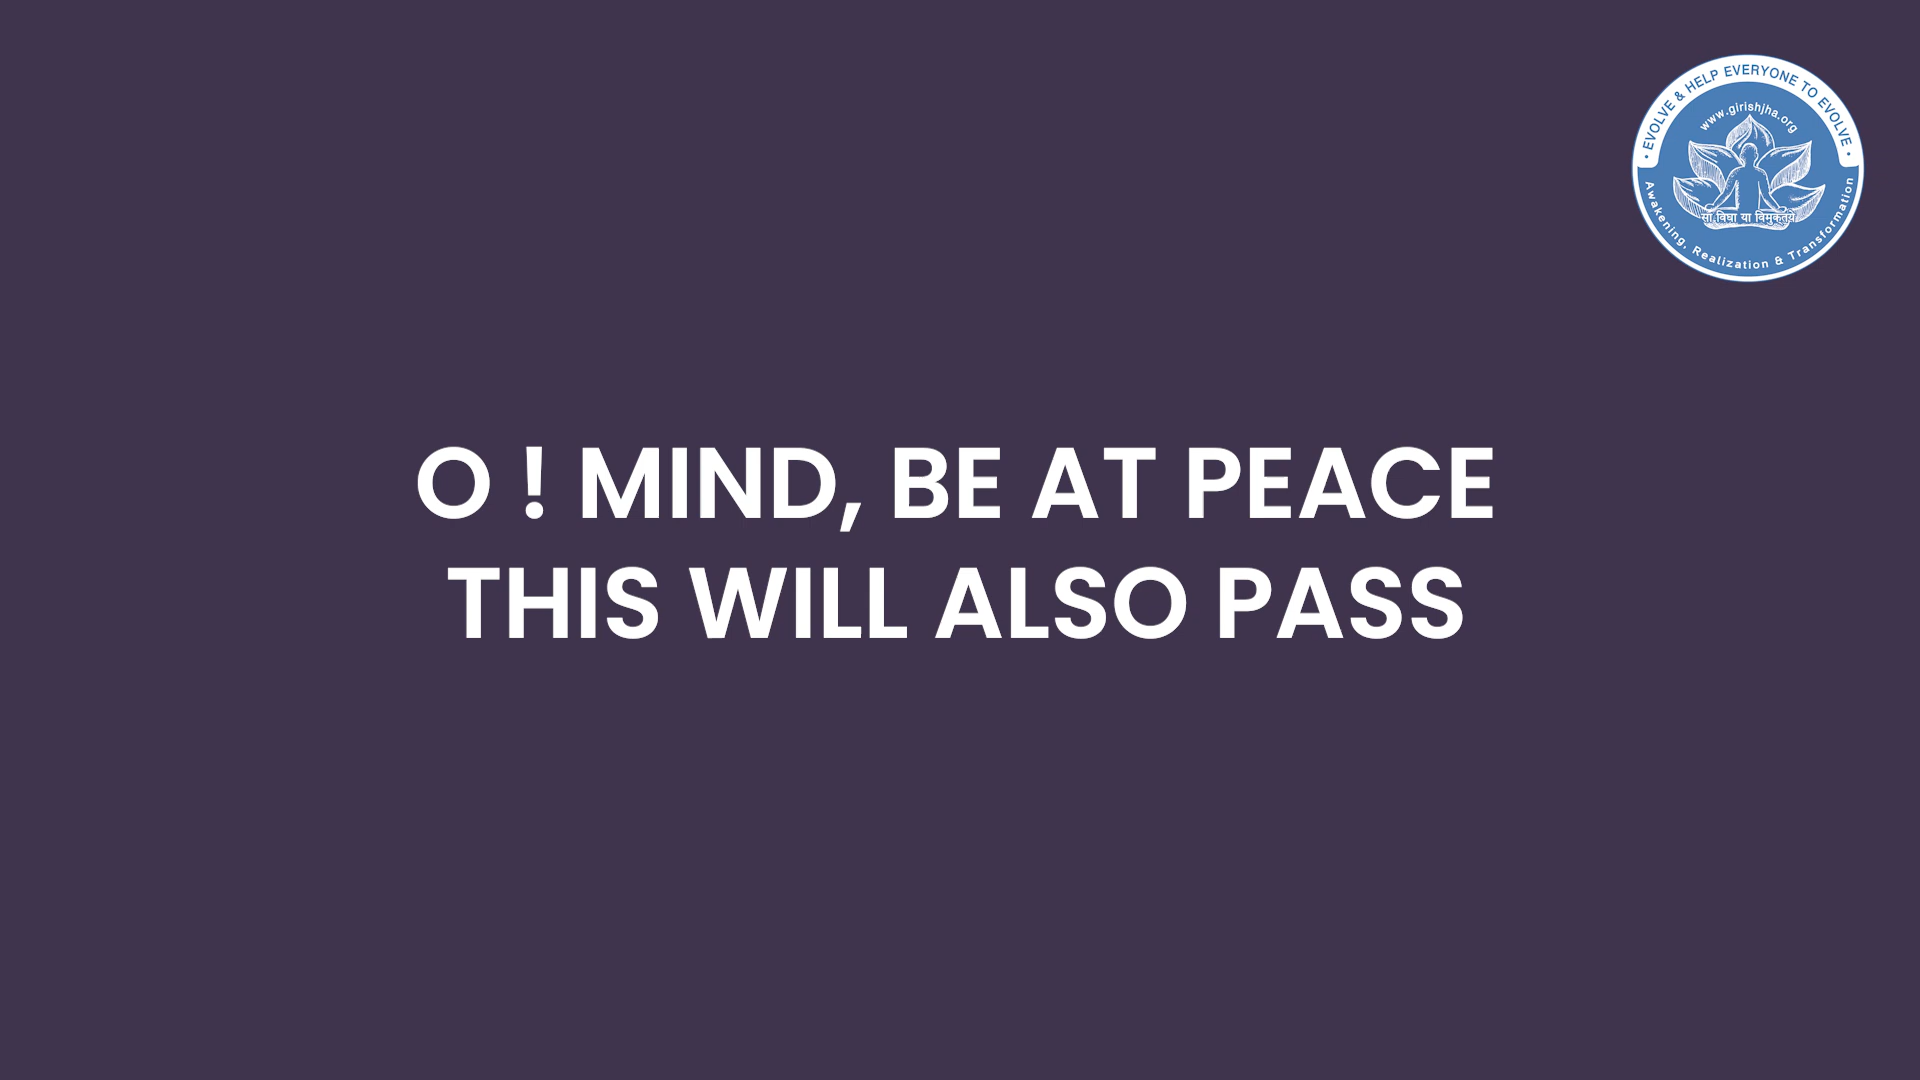 EVOLVE & HELP EVERYONE TO EVOLVE
www.girishjha.org
सा विद्या या विमुक्तये
Awakening, Realization & Transformation
O ! MIND, BE AT PEACE
THIS WILL ALSO PASS